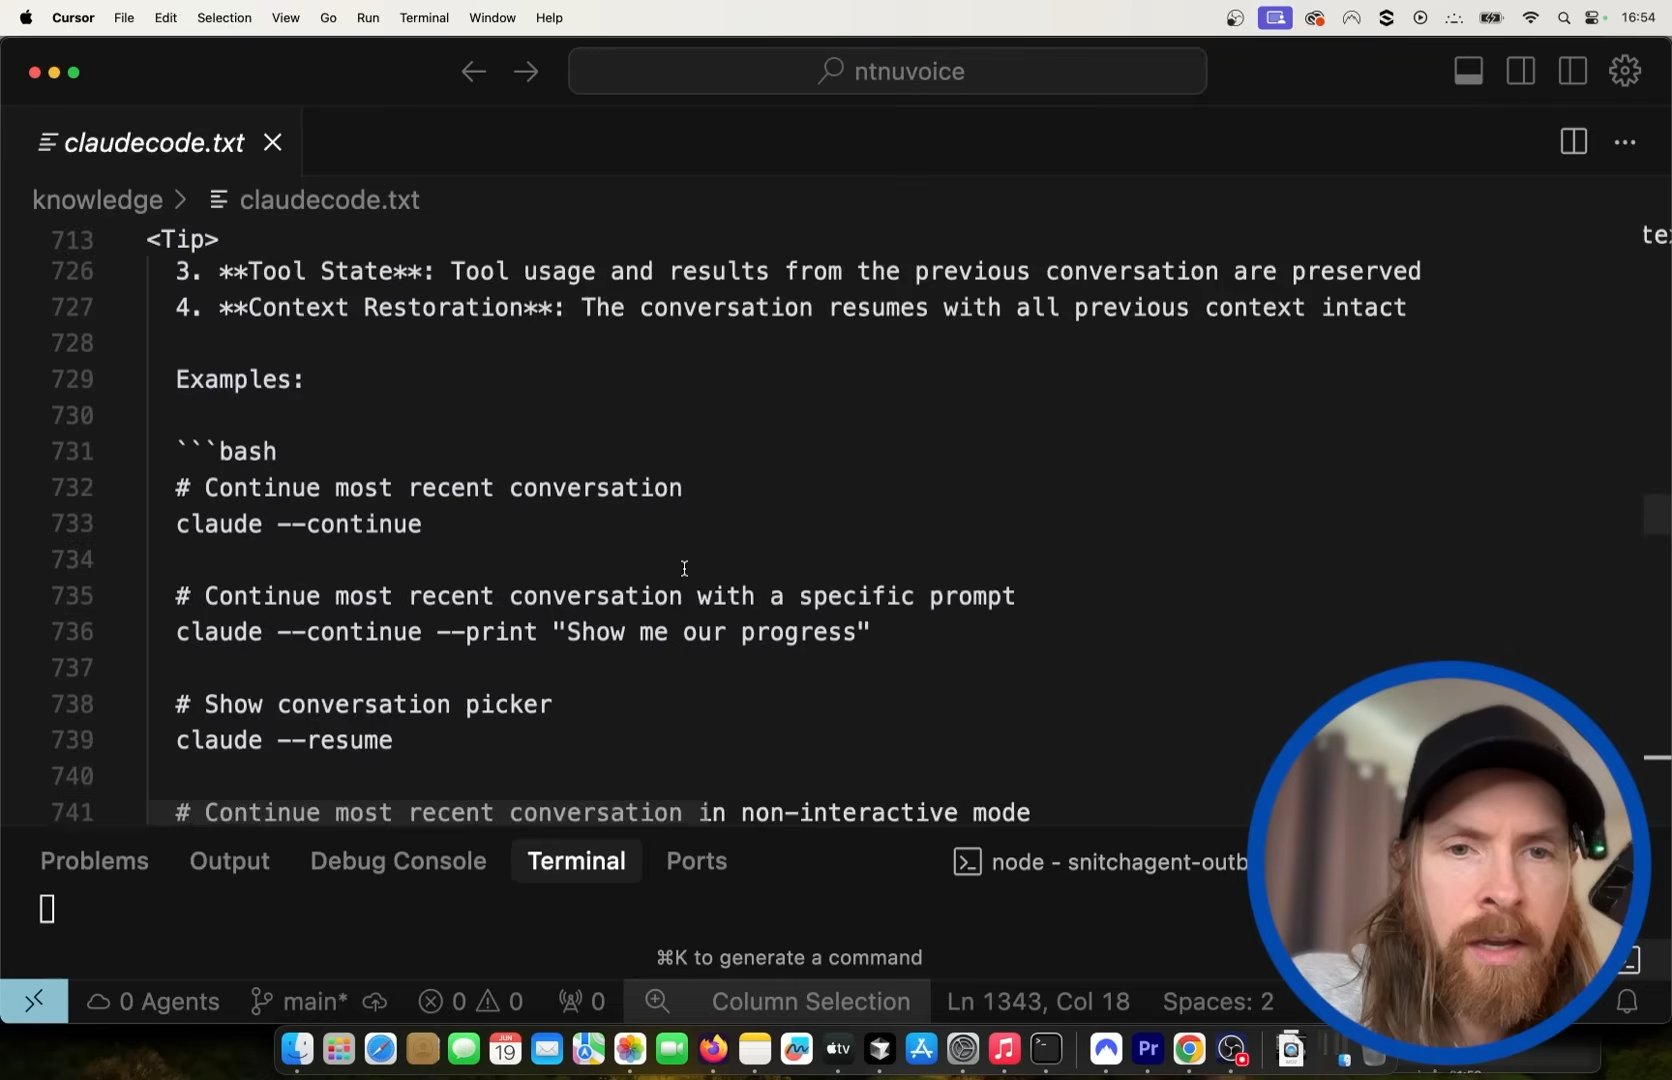 Cursor File Edit Selection View Go Run Terminal Window Help 16:54
ntnuvoice
claudecode.txt
knowledge > claudecode.txt
713 <Tip>
tex
726 3. **Tool State**: Tool usage and results from the previous conversation are preserved
727 4. **Context Restoration**: The conversation resumes with all previous context intact
728
729 Examples:
730
731 ```bash
732 # Continue most recent conversation
733 claude --continue
734
735 # Continue most recent conversation with a specific prompt
736 claude --continue --print "Show me our progress"
737
738 # Show conversation picker
739 claude --resume
740
741 # Continue most recent conversation in non-interactive mode
Problems Output Debug Console Terminal Ports node - snitchagent-outb
⌘K to generate a command
0 Agents main* 0 0 0 Column Selection Ln 1343, Col 18 Spaces: 2
JUN
19
tv
Pr